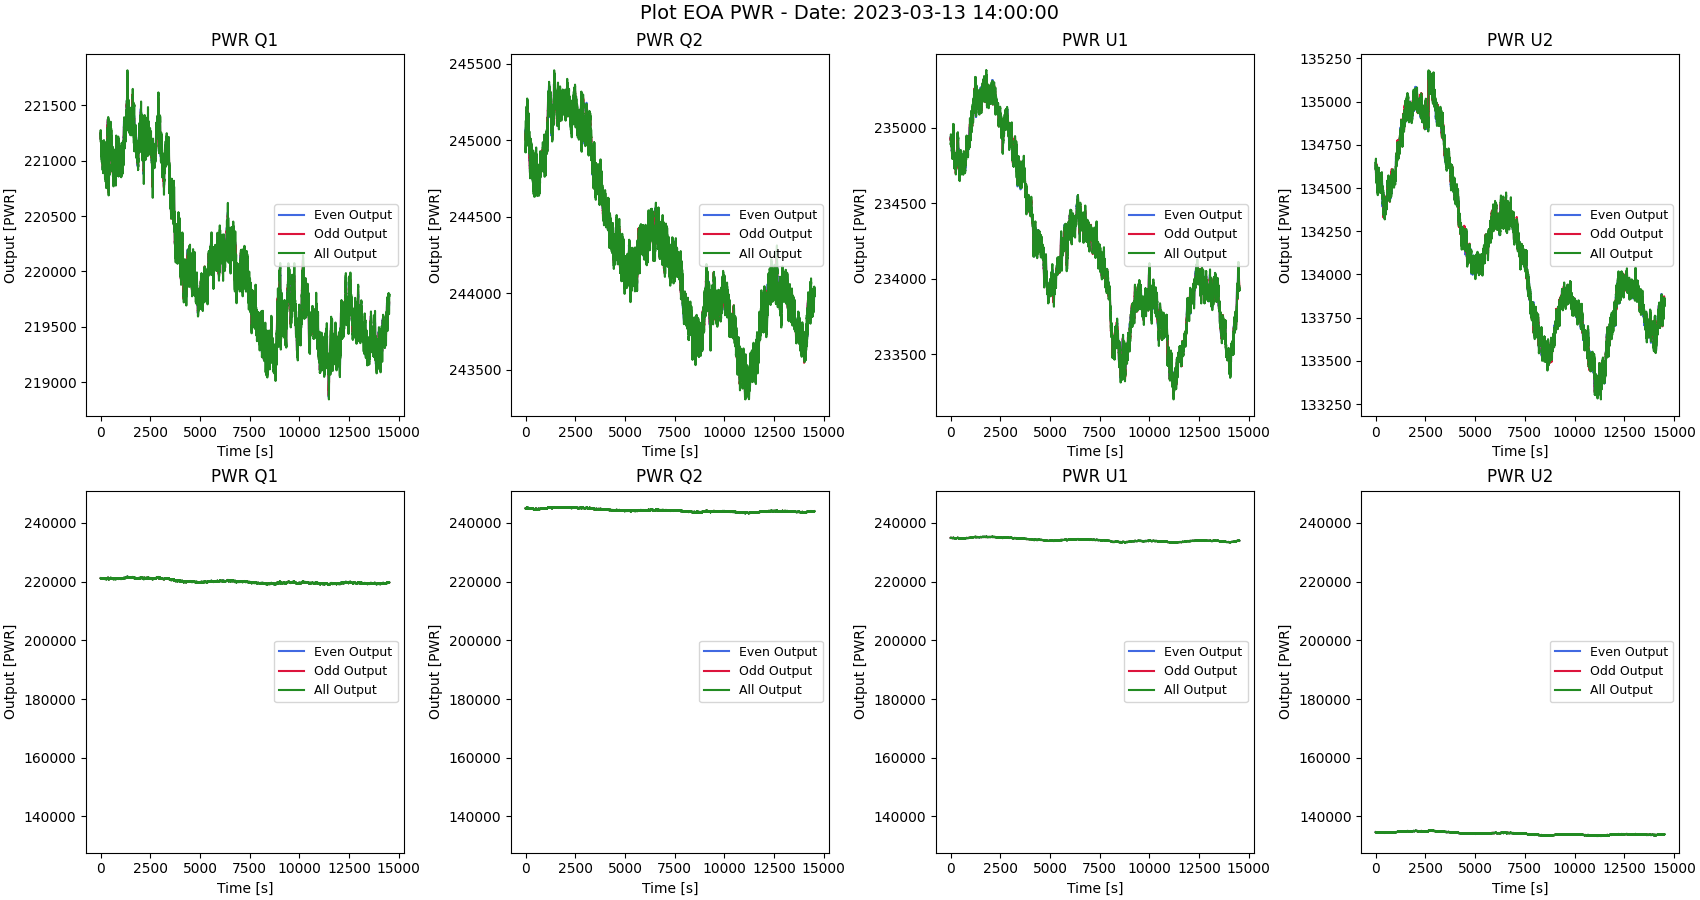 Plot EOA PWR - Date: 2023-03-13 14:00:00
PWR Q1
Output [PWR]
221500
221000
220500
220000
219500
219000
0 2500 5000 7500 10000 12500 15000
Time [s]
Even Output
Odd Output
All Output
PWR Q2
Output [PWR]
245500
245000
244500
244000
243500
0 2500 5000 7500 10000 12500 15000
Time [s]
Even Output
Odd Output
All Output
PWR U1
Output [PWR]
235000
234500
234000
233500
0 2500 5000 7500 10000 12500 15000
Time [s]
Even Output
Odd Output
All Output
PWR U2
Output [PWR]
135250
135000
134750
134500
134250
134000
133750
133500
133250
0 2500 5000 7500 10000 12500 15000
Time [s]
Even Output
Odd Output
All Output
PWR Q1
Output [PWR]
240000
220000
200000
180000
160000
140000
0 2500 5000 7500 10000 12500 15000
Time [s]
Even Output
Odd Output
All Output
PWR Q2
Output [PWR]
240000
220000
200000
180000
160000
140000
0 2500 5000 7500 10000 12500 15000
Time [s]
Even Output
Odd Output
All Output
PWR U1
Output [PWR]
240000
220000
200000
180000
160000
140000
0 2500 5000 7500 10000 12500 15000
Time [s]
Even Output
Odd Output
All Output
PWR U2
Output [PWR]
240000
220000
200000
180000
160000
140000
0 2500 5000 7500 10000 12500 15000
Time [s]
Even Output
Odd Output
All Output